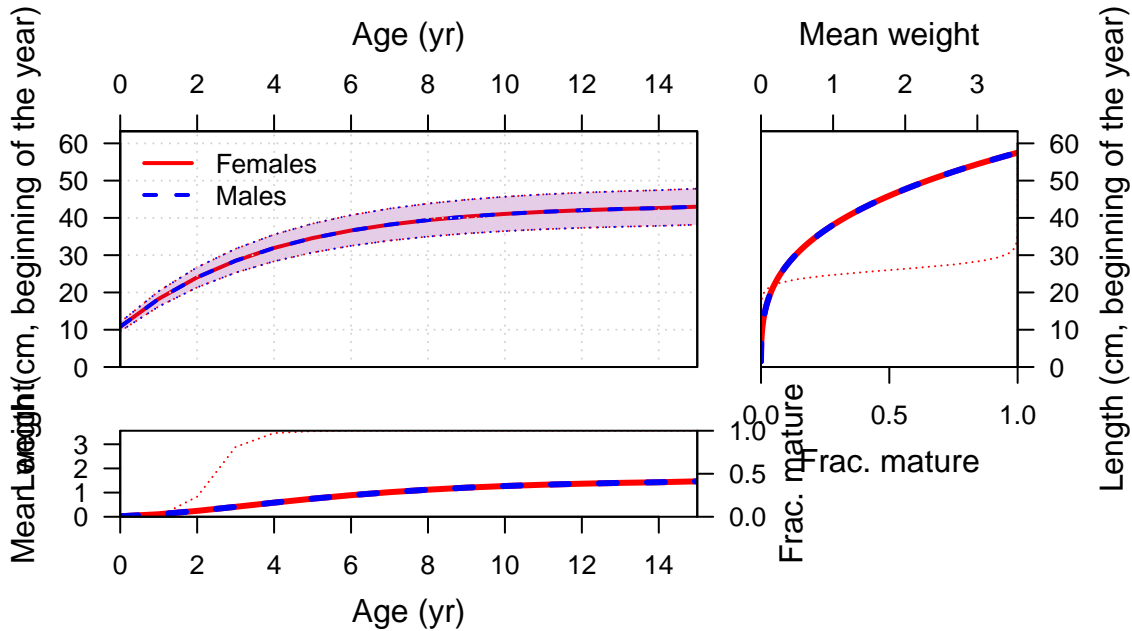 Age (yr)
Mean weight
0 2 4 6 8 10 12 14
0 1 2 3
Length (cm, beginning of the year)
60
50
40
30
20
10
0
Females
Males
60
50
40
30
20
10
0
Length (cm, beginning of the year)
0.0 0.5 1.0
Frac. mature
Mean weight
3
2
1
0
1.0
0.5
0.0
Frac. mature
0 2 4 6 8 10 12 14
Age (yr)